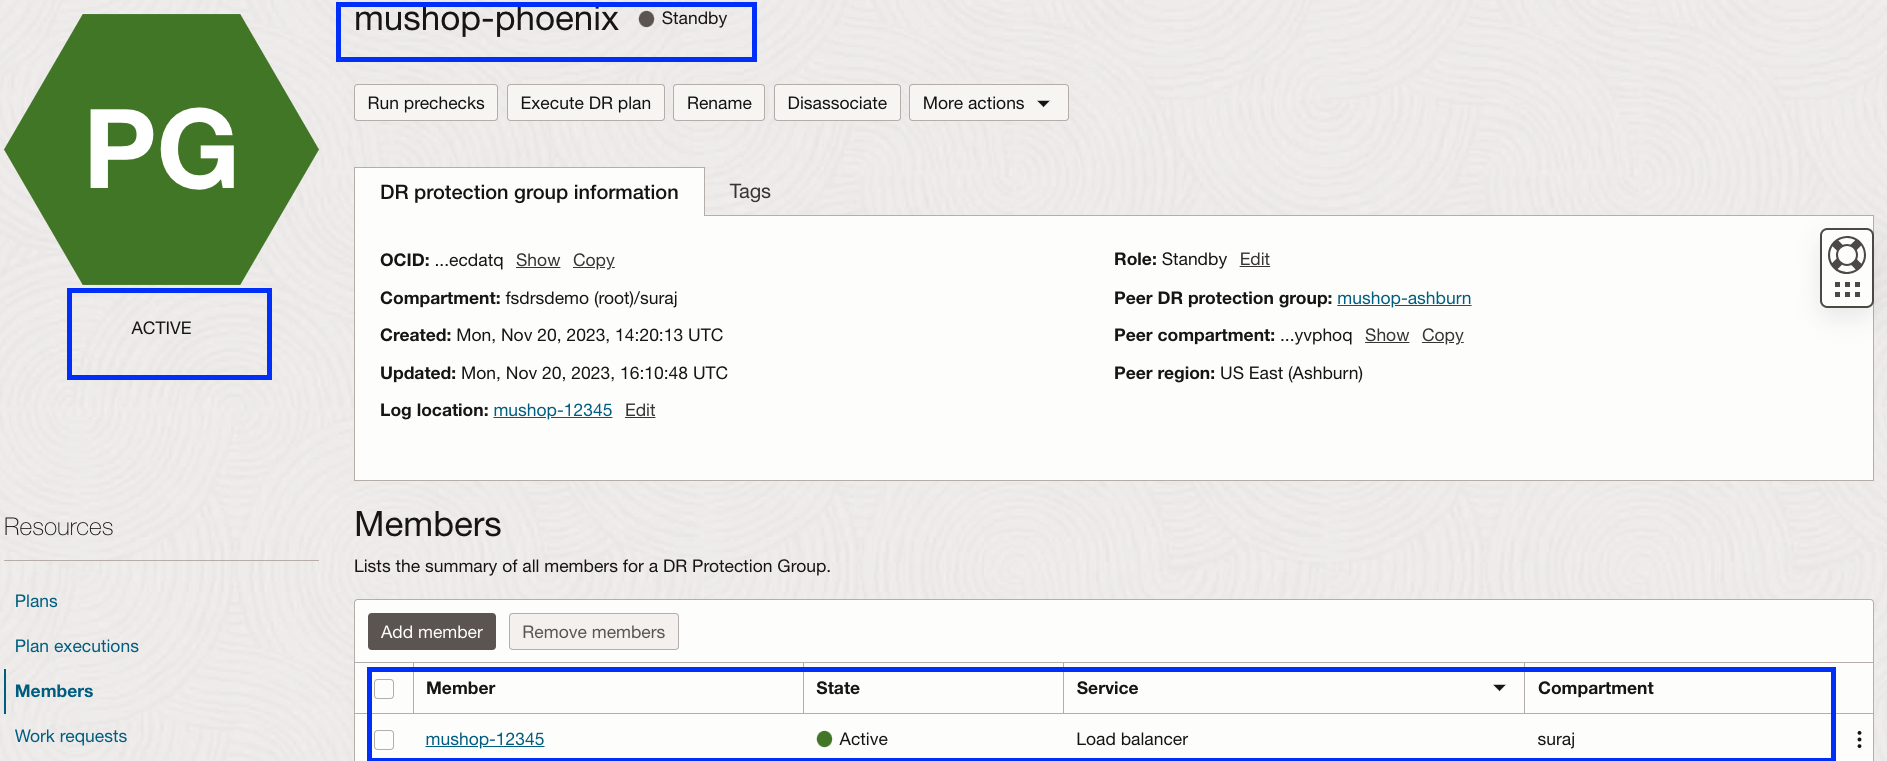 mushop-phoenix Standby
PG
ACTIVE
Run prechecks Execute DR plan Rename Disassociate More actions
DR protection group information Tags
OCID: ...ecdatq Show Copy
Compartment: fsdrsdemo (root)/suraj
Created: Mon, Nov 20, 2023, 14:20:13 UTC
Updated: Mon, Nov 20, 2023, 16:10:48 UTC
Log location: mushop-12345 Edit
Role: Standby Edit
Peer DR protection group: mushop-ashburn
Peer compartment: ...yvphoq Show Copy
Peer region: US East (Ashburn)
Resources
Plans
Plan executions
Members
Work requests
Members
Lists the summary of all members for a DR Protection Group.
Add member Remove members
Member State Service Compartment
mushop-12345 Active Load balancer suraj